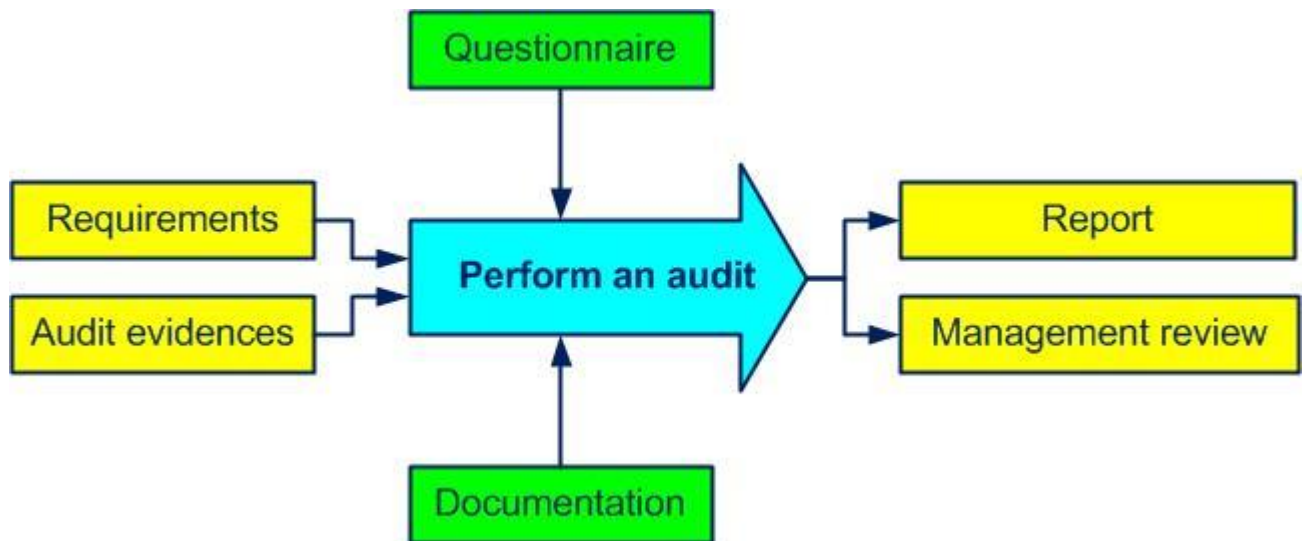 Questionnaire
Requirements
Audit evidences
Perform an audit
Report
Management review
Documentation